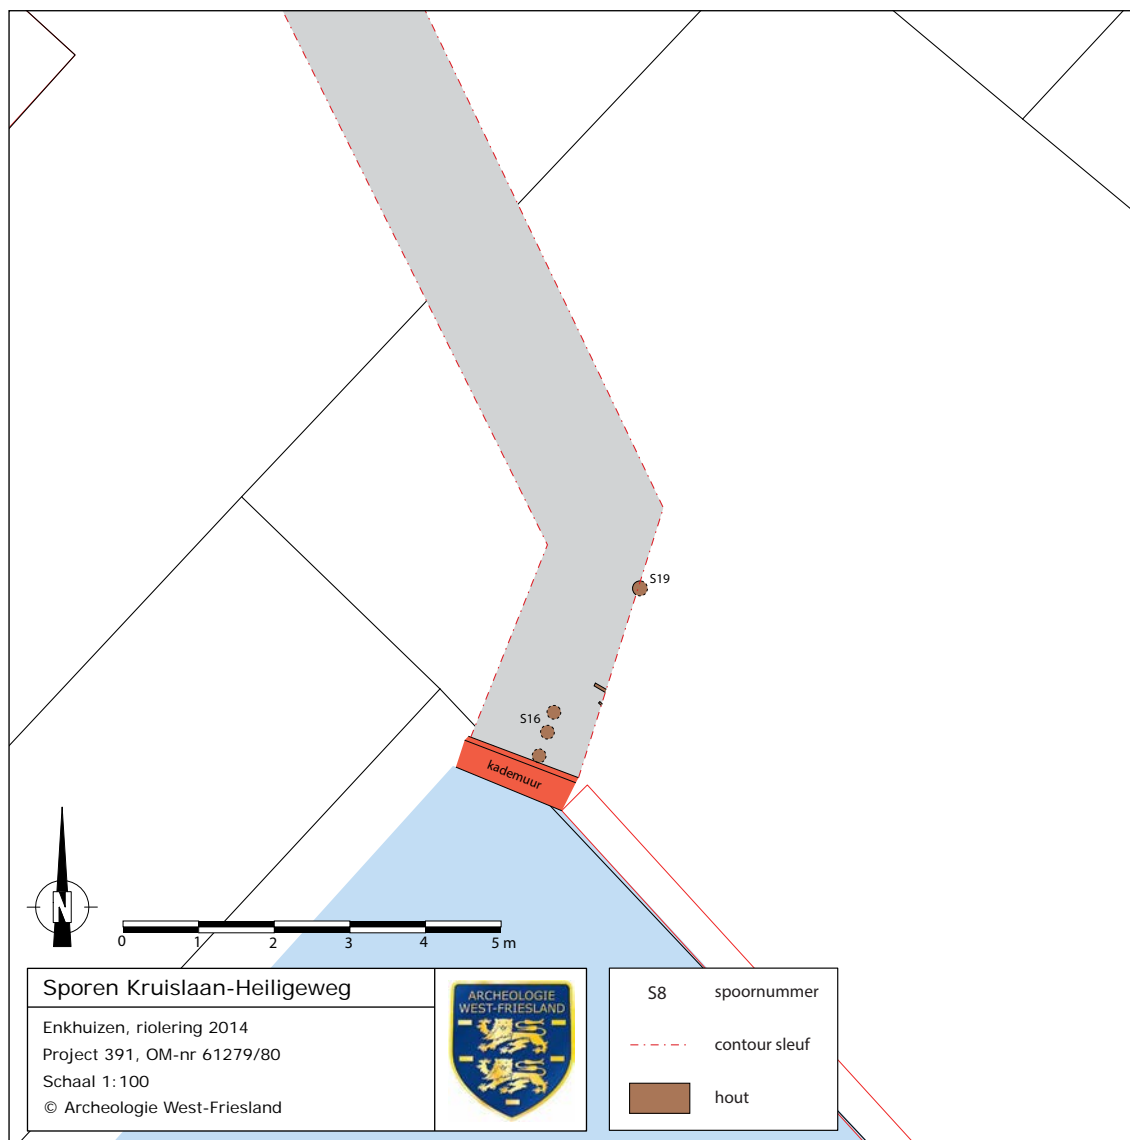 S19
S16
kademuur
N
0 1 2 3 4 5 m
Sporen Kruislaan-Heiligeweg
Enkhuizen, riolering 2014
Project 391, OM-nr 61279/80
Schaal 1:100
© Archeologie West-Friesland
ARCHEOLOGIE
WEST-FRIESLAND
S8 spoornummer
contour sleuf
hout